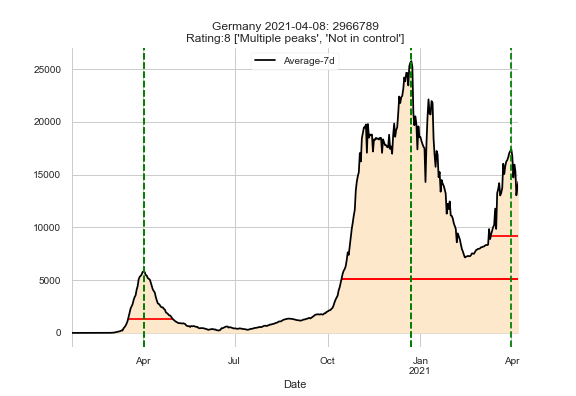 Germany 2021-04-08: 2966789
Rating:8 ['Multiple peaks', 'Not in control']
Average-7d
25000
20000
15000
10000
5000
0
Apr
Jul
Oct
Jan
2021
Apr
Date